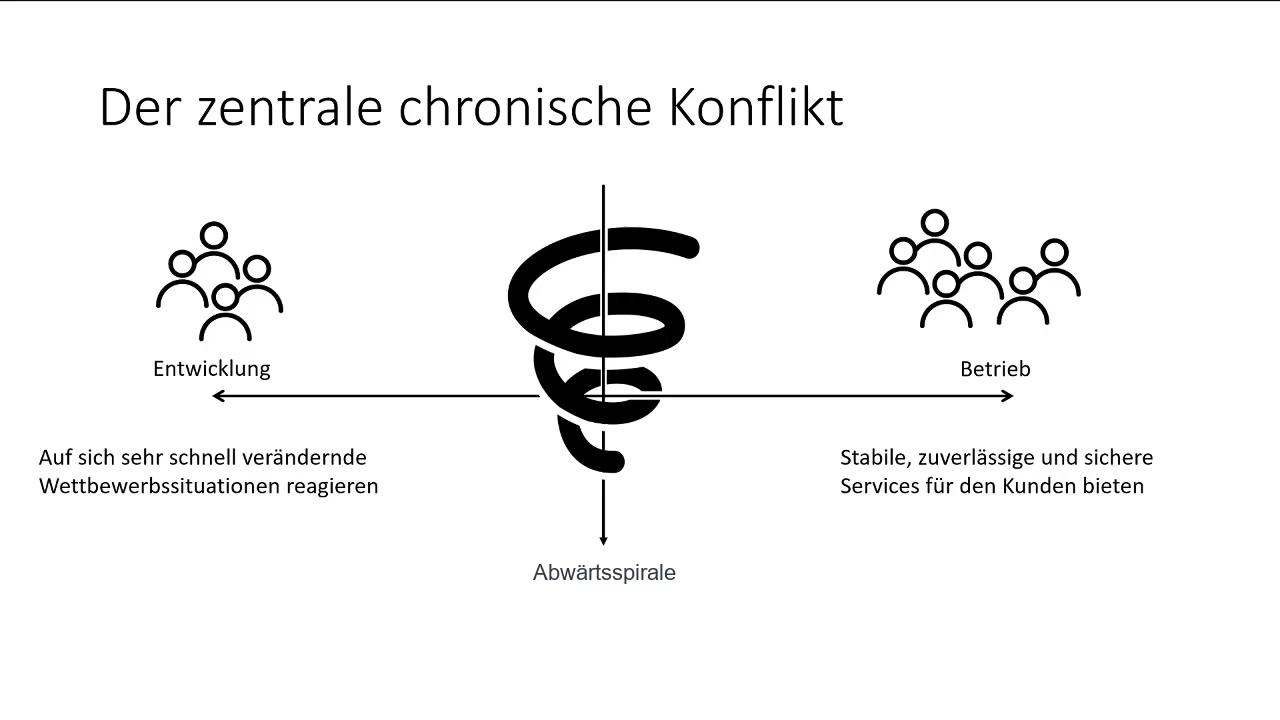 Der zentrale chronische Konflikt
Entwicklung
Betrieb
Auf sich sehr schnell verändernde
Wettbewerbssituationen reagieren
Stabile, zuverlässige und sichere
Services für den Kunden bieten
Abwärtsspirale